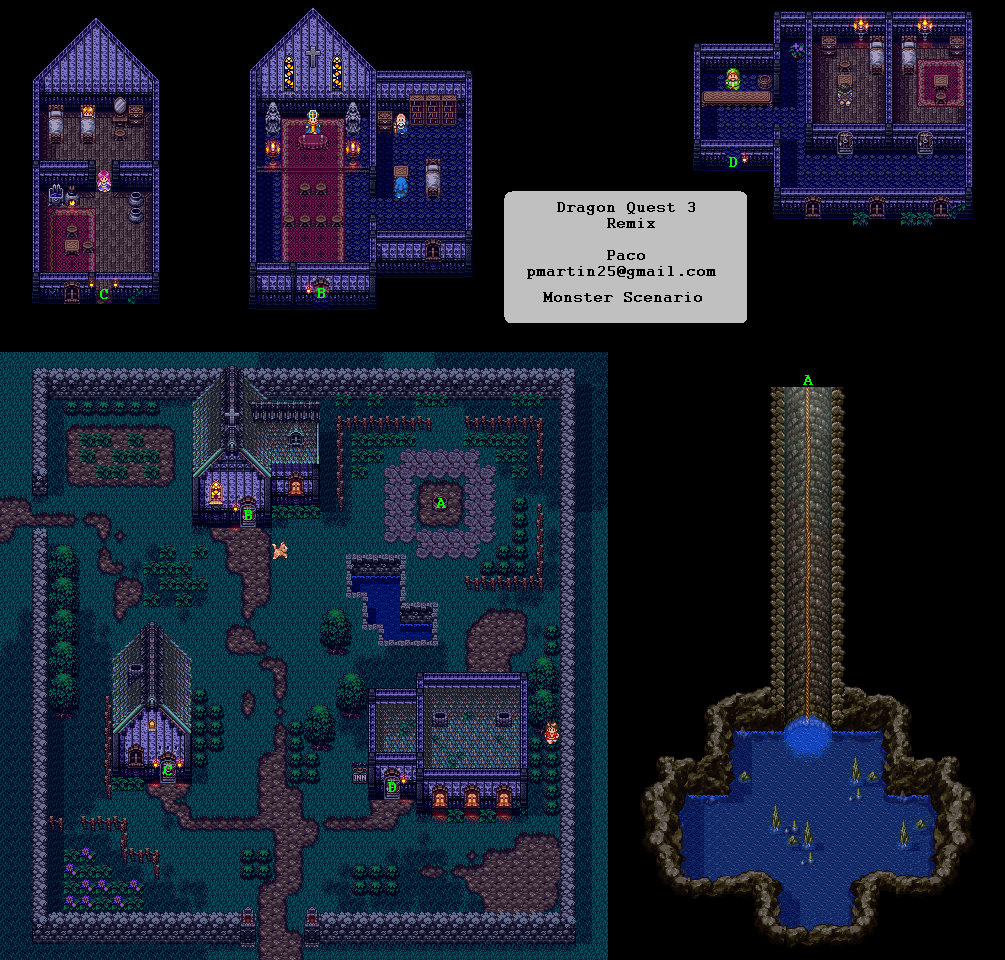 D
C
B
Dragon Quest 3
Remix
Paco
pmartin25@gmail.com
Monster Scenario
A
A
B
C
INN
D